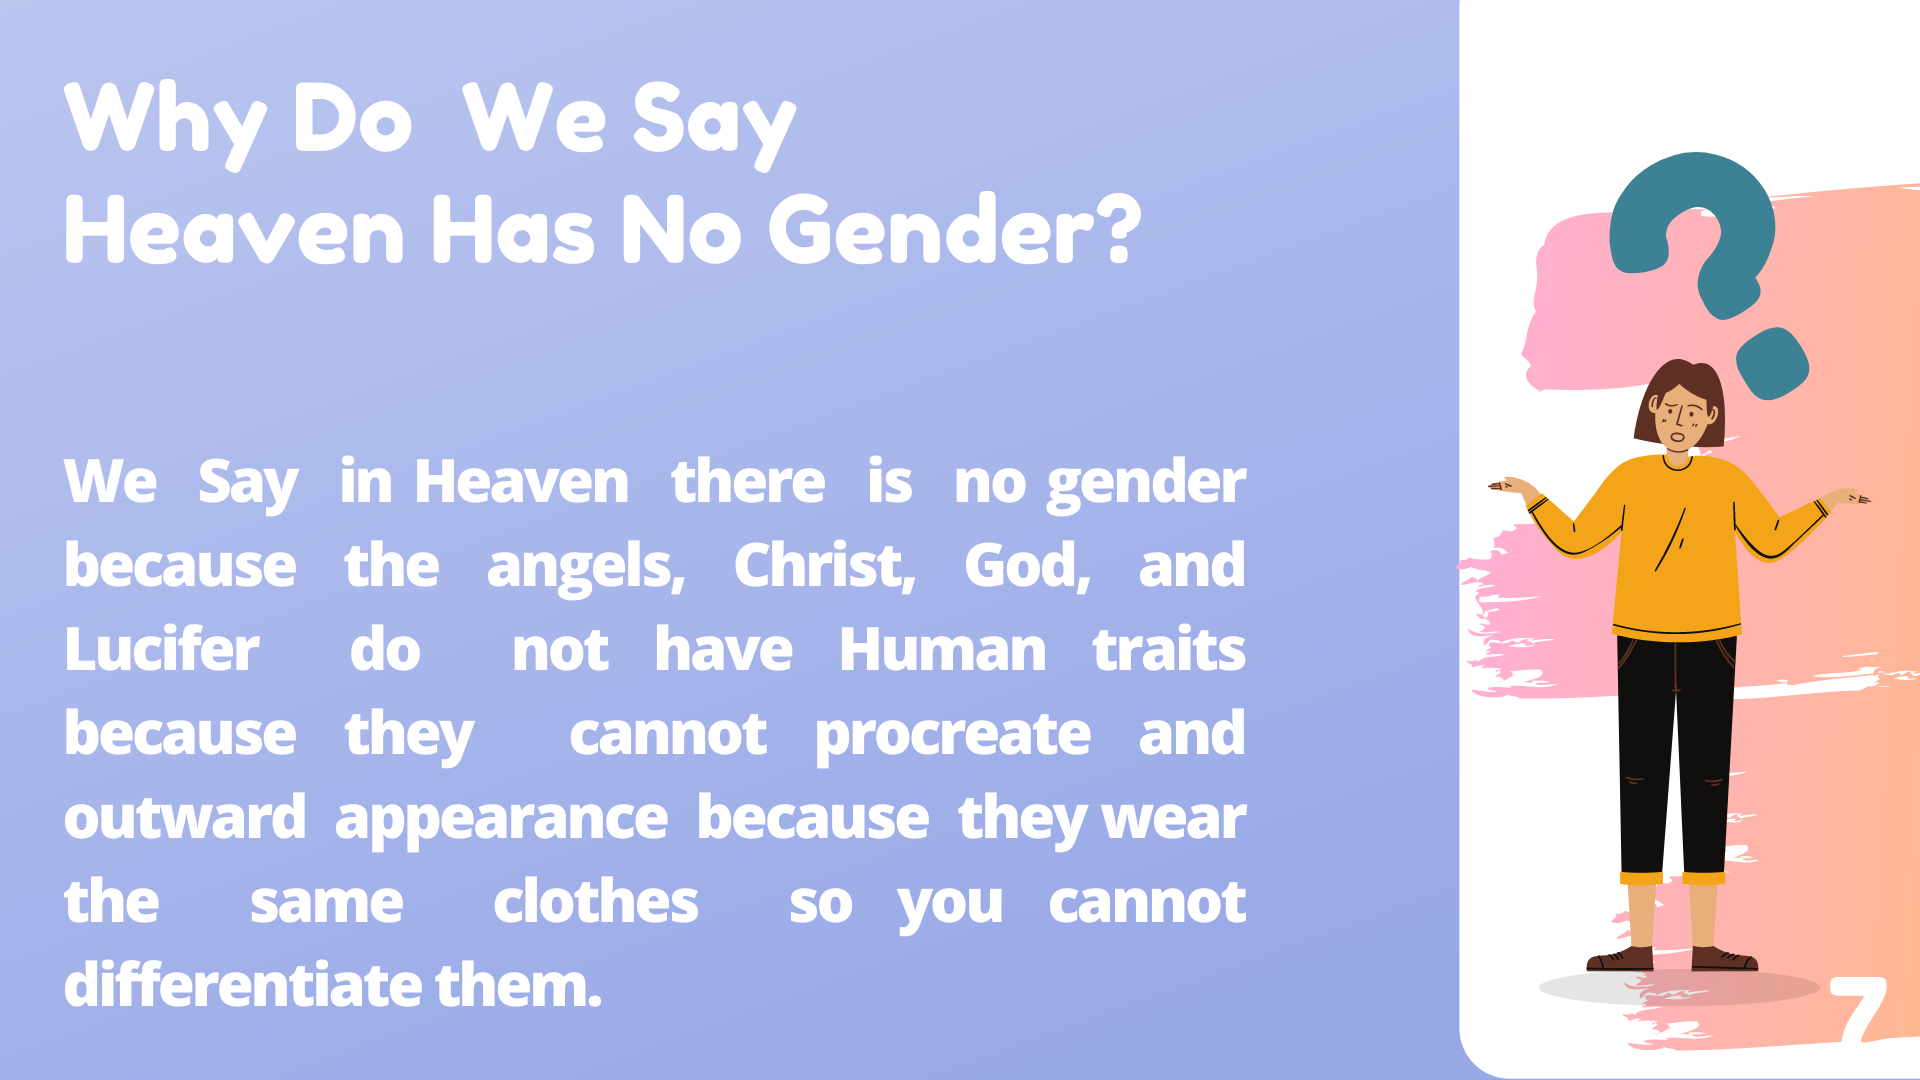 Why Do We Say
Heaven Has No Gender?
We Say in Heaven there is no gender
because the angels, Christ, God, and
Lucifer do not have Human traits
because they cannot procreate and
outward appearance because they wear
the same clothes so you cannot
differentiate them.
7